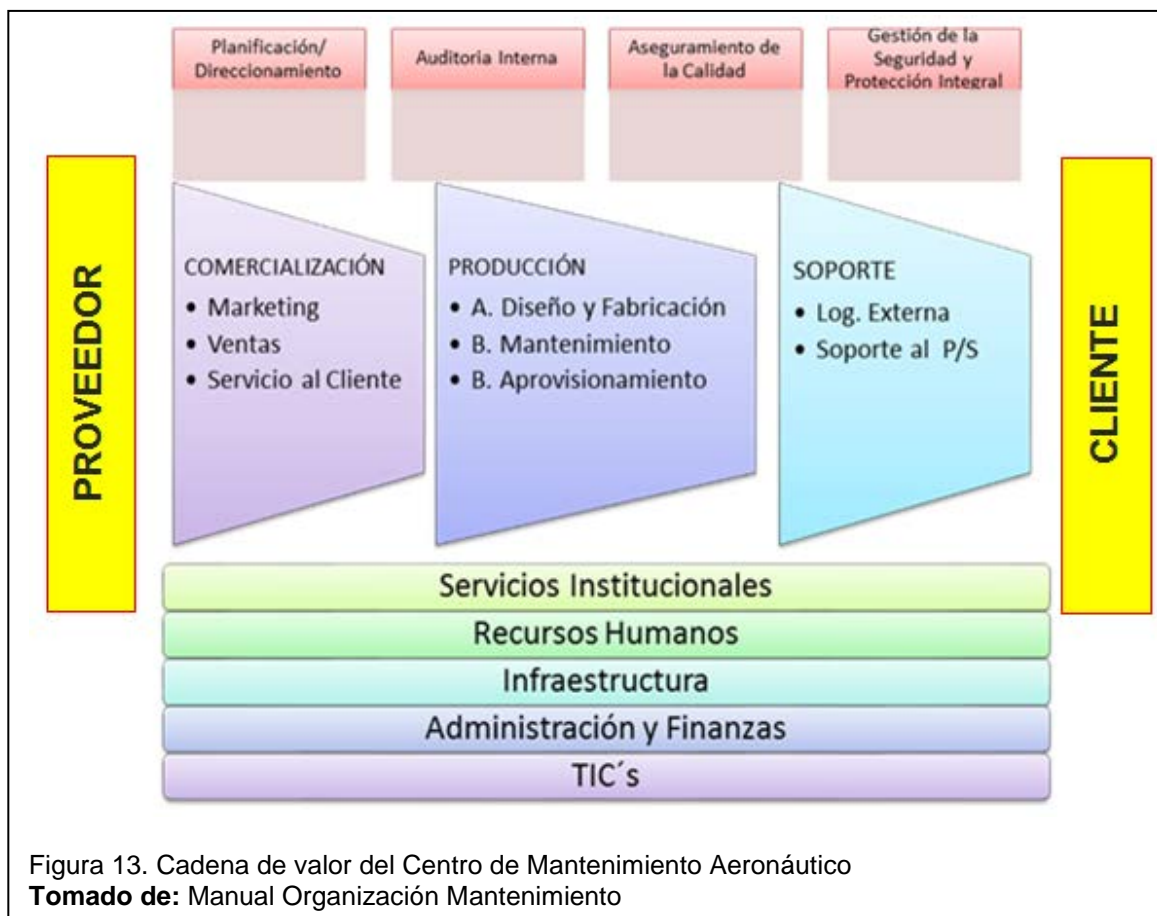 Planificación/
Direccionamiento
Auditoria Interna
Aseguramiento de
la Calidad
Gestión de la
Seguridad y
Protección Integral
PROVEEDOR
COMERCIALIZACIÓN
• Marketing
• Ventas
• Servicio al Cliente
PRODUCCIÓN
• A. Diseño y Fabricación
• B. Mantenimiento
• B. Aprovisionamiento
SOPORTE
• Log. Externa
• Soporte al P/S
CLIENTE
Servicios Institucionales
Recursos Humanos
Infraestructura
Administración y Finanzas
TIC´s
Figura 13. Cadena de valor del Centro de Mantenimiento Aeronáutico
Tomado de: Manual Organización Mantenimiento